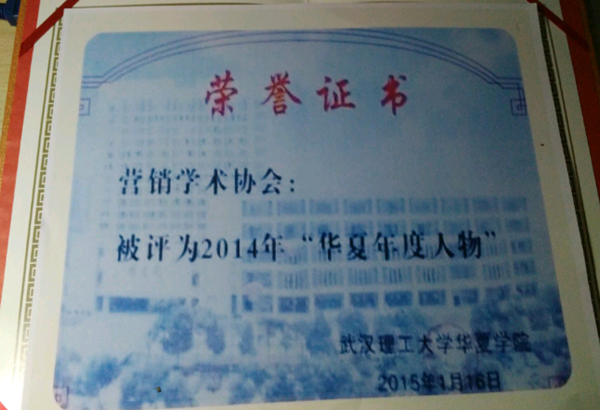 荣誉证书
营销学术协会：
被评为2014年“华夏年度人物”
武汉理工大学华夏学院
2015年1月16日